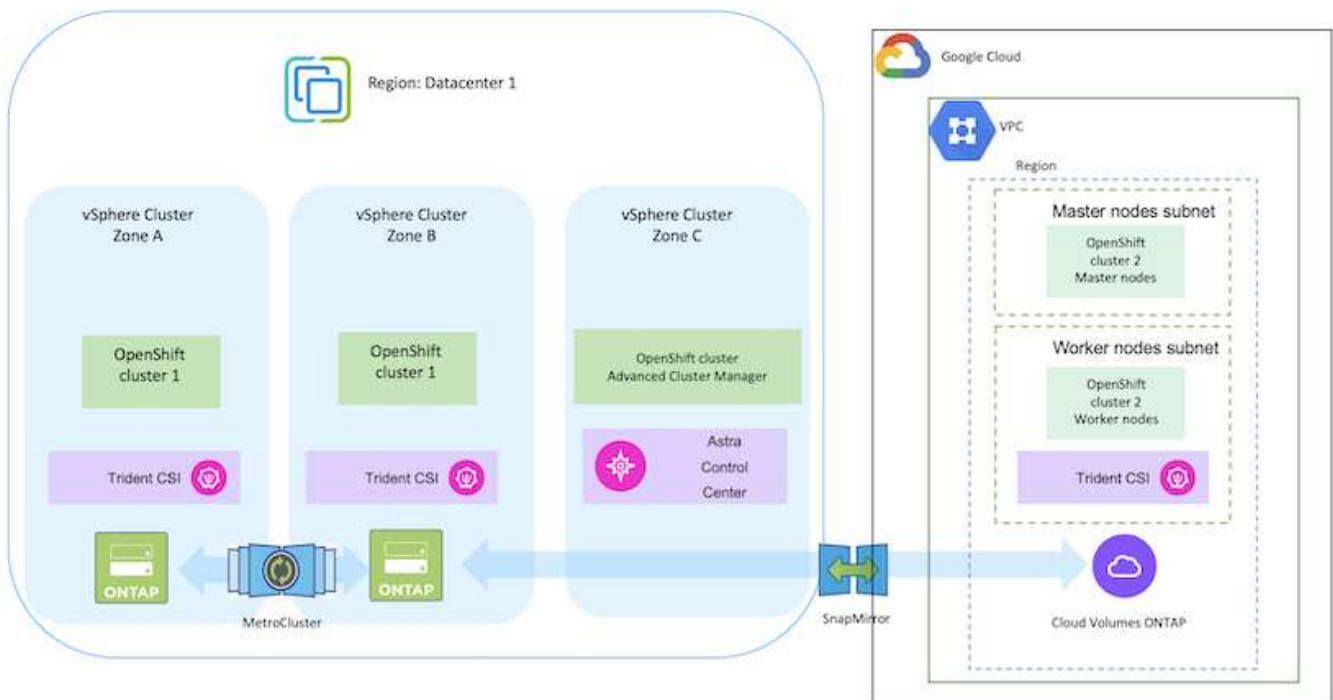 Region: Datacenter 1
vSphere Cluster
Zone A
OpenShift
cluster 1
Trident CSI
ONTAP
vSphere Cluster
Zone B
OpenShift
cluster 1
Trident CSI
ONTAP
MetroCluster
vSphere Cluster
Zone C
OpenShift cluster
Advanced Cluster Manager
Astra
Control
Center
SnapMirror
Google Cloud
VPC
Region
Master nodes subnet
OpenShift
cluster 2
Master nodes
Worker nodes subnet
OpenShift
cluster 2
Worker nodes
Trident CSI
Cloud Volumes ONTAP